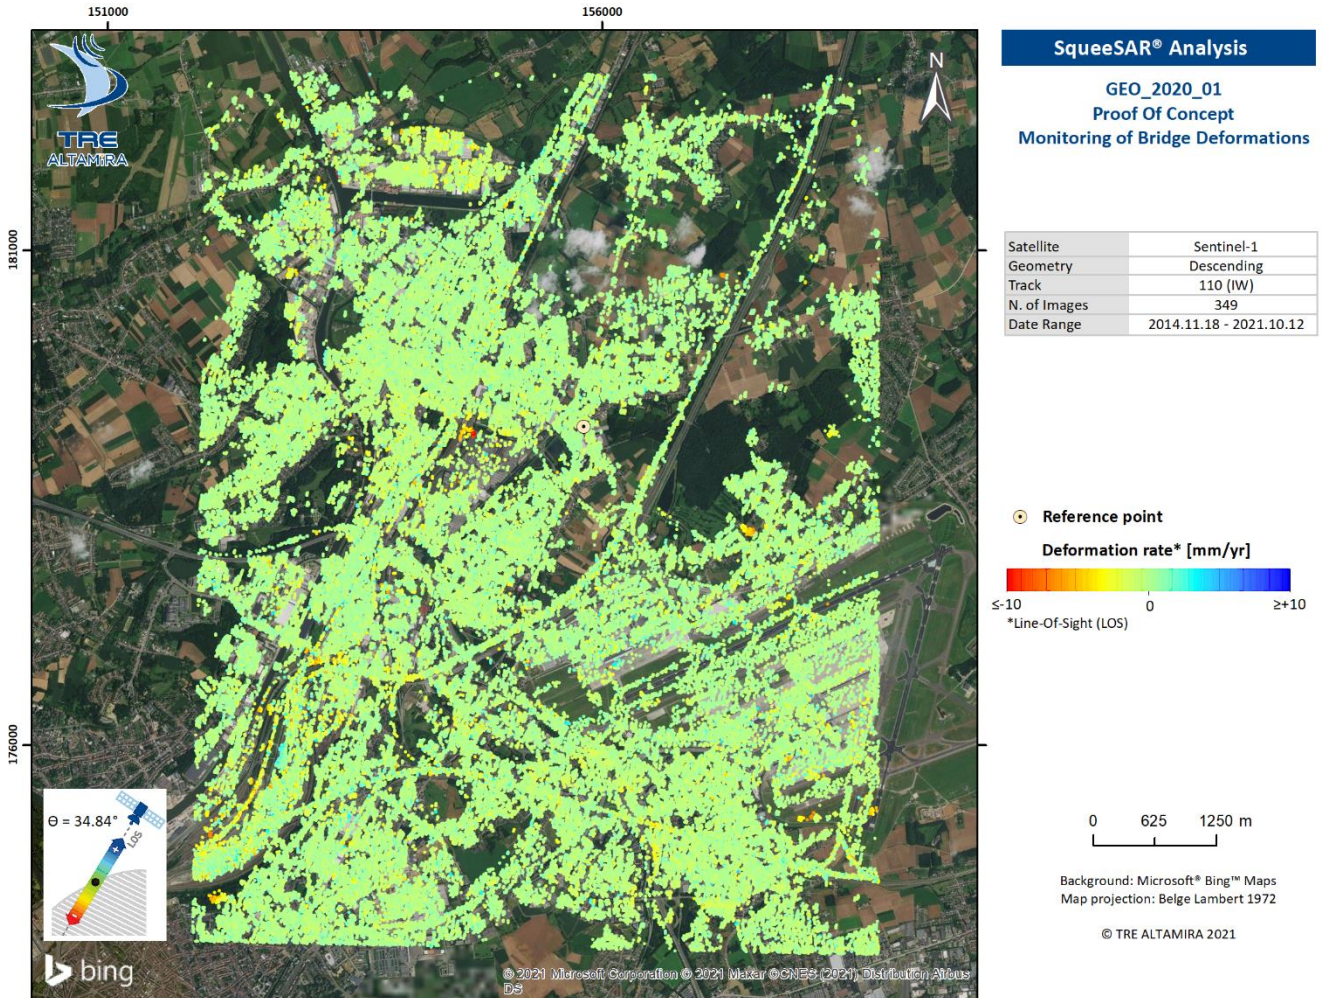 151000
156000
TRE
ALTAMIRA
N
181000
176000
Θ = 34.84°
LOS
+
-
bing
© 2021 Microsoft Corporation © 2021 Maxar ©CNES (2021) Distribution Airbus
DS
SqueeSAR® Analysis
GEO_2020_01
Proof Of Concept
Monitoring of Bridge Deformations
Satellite Sentinel-1
Geometry Descending
Track 110 (IW)
N. of Images 349
Date Range 2014.11.18 - 2021.10.12
Reference point
Deformation rate* [mm/yr]
≤-10 0 ≥+10
*Line-Of-Sight (LOS)
0 625 1250 m
Background: Microsoft® Bing™ Maps
Map projection: Belge Lambert 1972
© TRE ALTAMIRA 2021